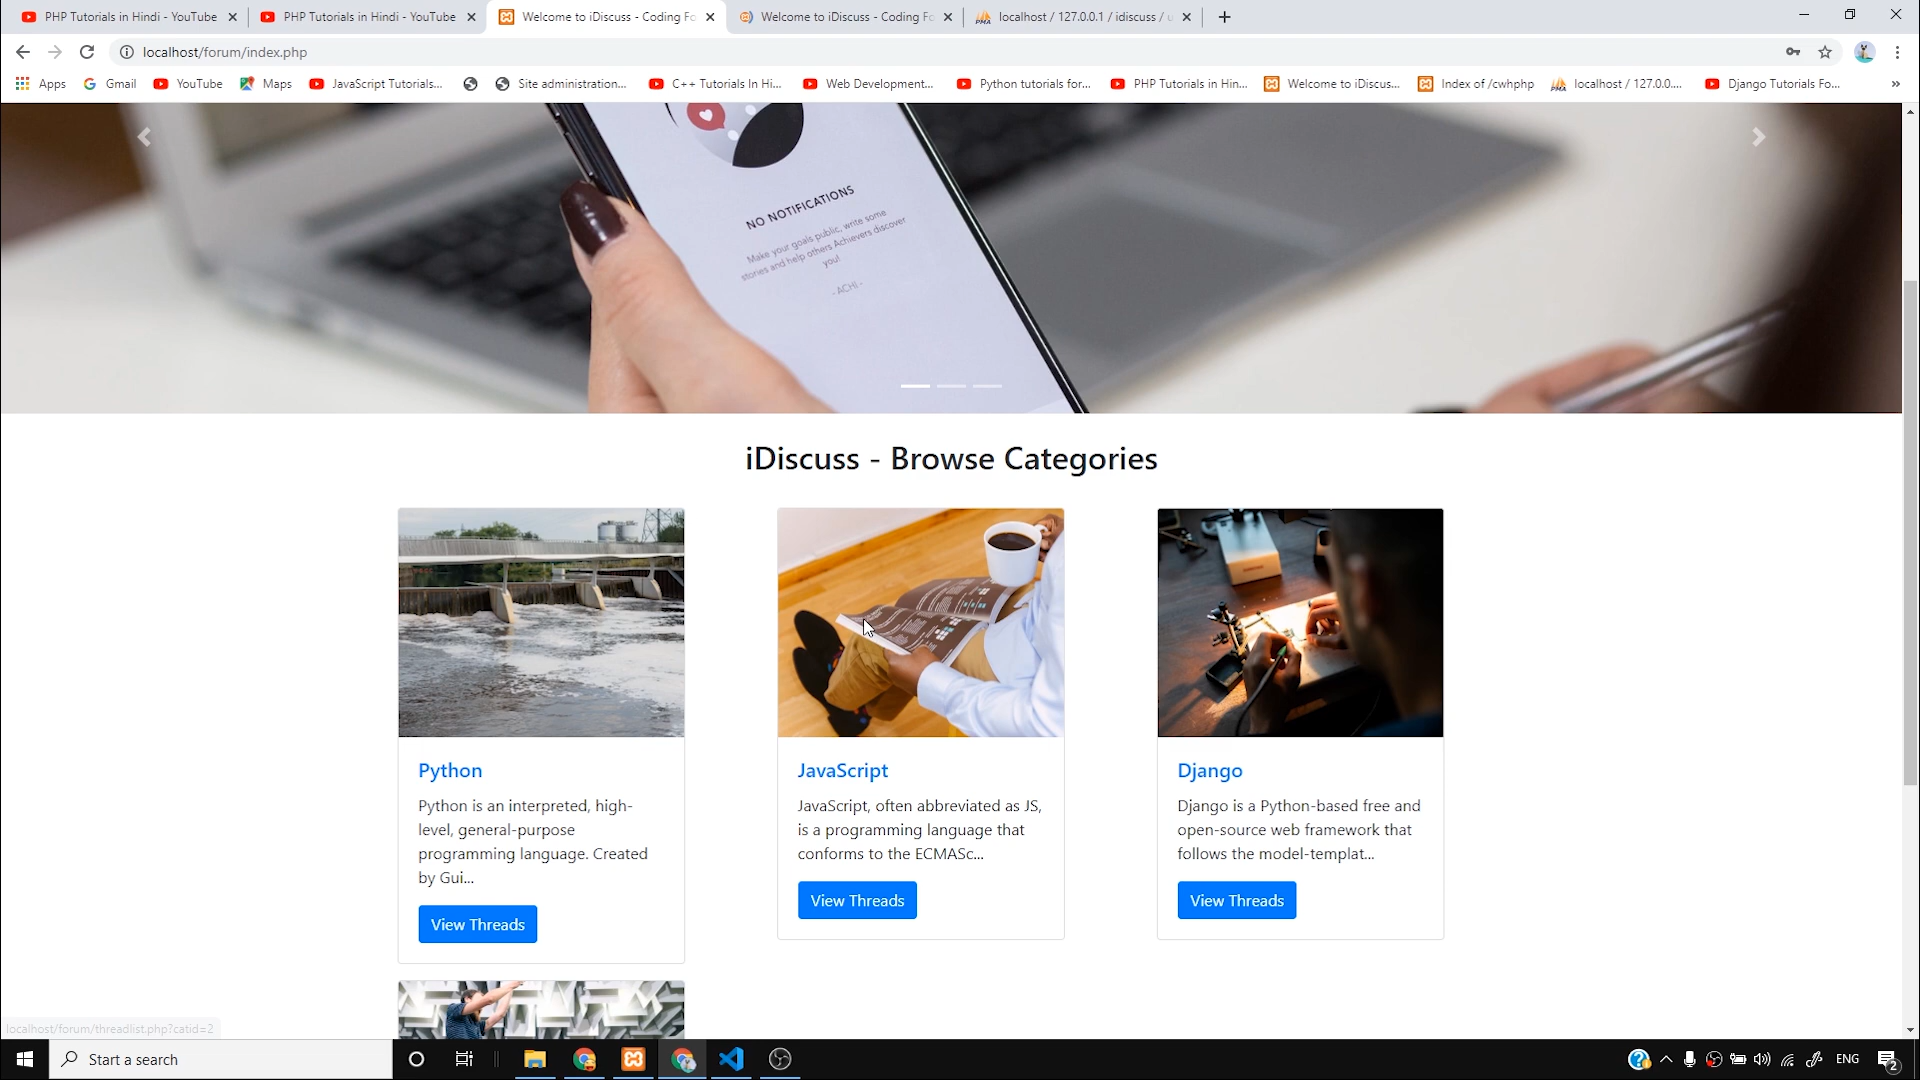 PHP Tutorials in Hindi - YouTube
PHP Tutorials in Hindi - YouTube
Welcome to iDiscuss - Coding Fo
Welcome to iDiscuss - Coding Fo
localhost / 127.0.0.1 / idiscuss / u
localhost/forum/index.php
Apps
Gmail
YouTube
Maps
JavaScript Tutorials...
Site administration...
C++ Tutorials In Hi...
Web Development...
Python tutorials for...
PHP Tutorials in Hin...
Welcome to iDiscus...
Index of /cwhphp
localhost / 127.0.0....
Django Tutorials Fo...
NO NOTIFICATIONS
Make your goals public, write some
stories and help others Achievers discover
you!
- ACHI -
iDiscuss - Browse Categories
Python
Python is an interpreted, high-
level, general-purpose
programming language. Created
by Gui...
View Threads
JavaScript
JavaScript, often abbreviated as JS,
is a programming language that
conforms to the ECMASc...
View Threads
Django
Django is a Python-based free and
open-source web framework that
follows the model-templat...
View Threads
localhost/forum/threadlist.php?catid=2
Start a search
ENG
2